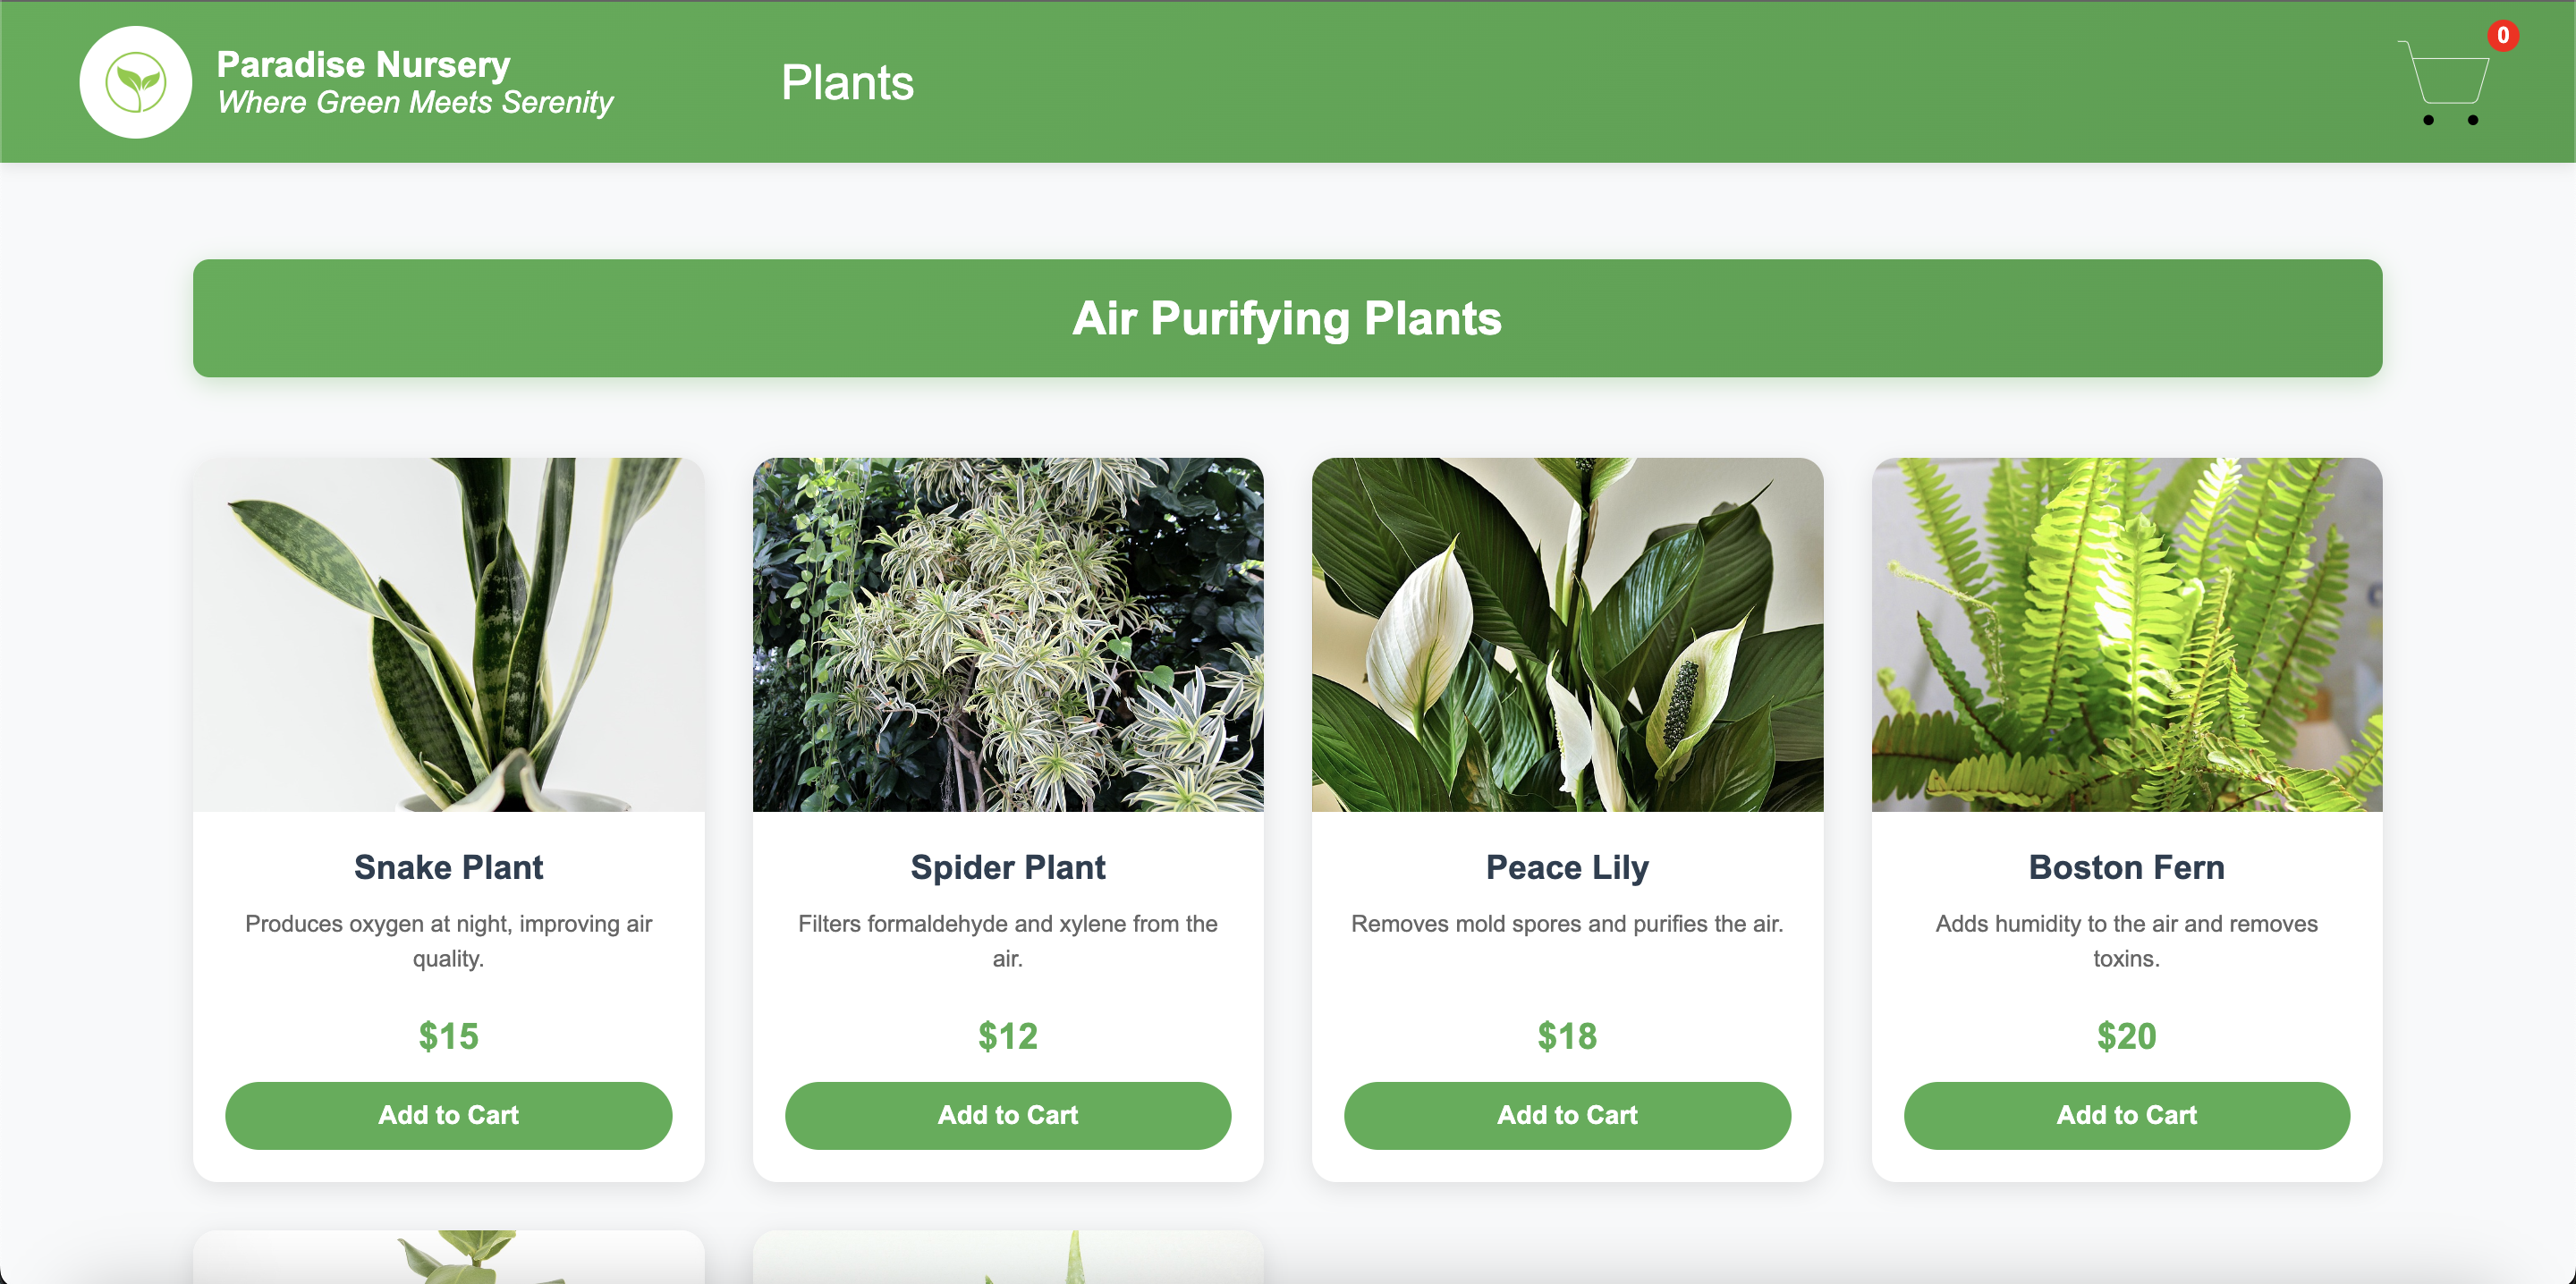 Paradise Nursery
Where Green Meets Serenity
Plants
0
Air Purifying Plants
Snake Plant
Produces oxygen at night, improving air
quality.
$15
Add to Cart
Spider Plant
Filters formaldehyde and xylene from the
air.
$12
Add to Cart
Peace Lily
Removes mold spores and purifies the air.
$18
Add to Cart
Boston Fern
Adds humidity to the air and removes
toxins.
$20
Add to Cart